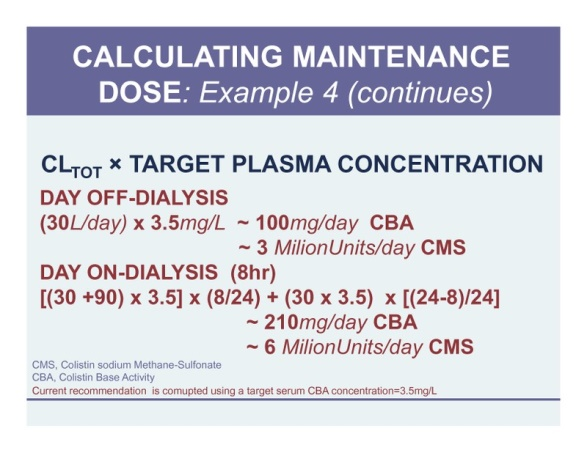 CALCULATING MAINTENANCE
DOSE: Example 4 (continues)
CLTOT × TARGET PLASMA CONCENTRATION
DAY OFF-DIALYSIS
(30L/day) x 3.5mg/L ~ 100mg/day CBA
~ 3 MilionUnits/day CMS
DAY ON-DIALYSIS (8hr)
[(30 +90) x 3.5] x (8/24) + (30 x 3.5) x [(24-8)/24]
~ 210mg/day CBA
~ 6 MilionUnits/day CMS
CMS, Colistin sodium Methane-Sulfonate
CBA, Colistin Base Activity
Current recommendation is comupted using a target serum CBA concentration=3.5mg/L